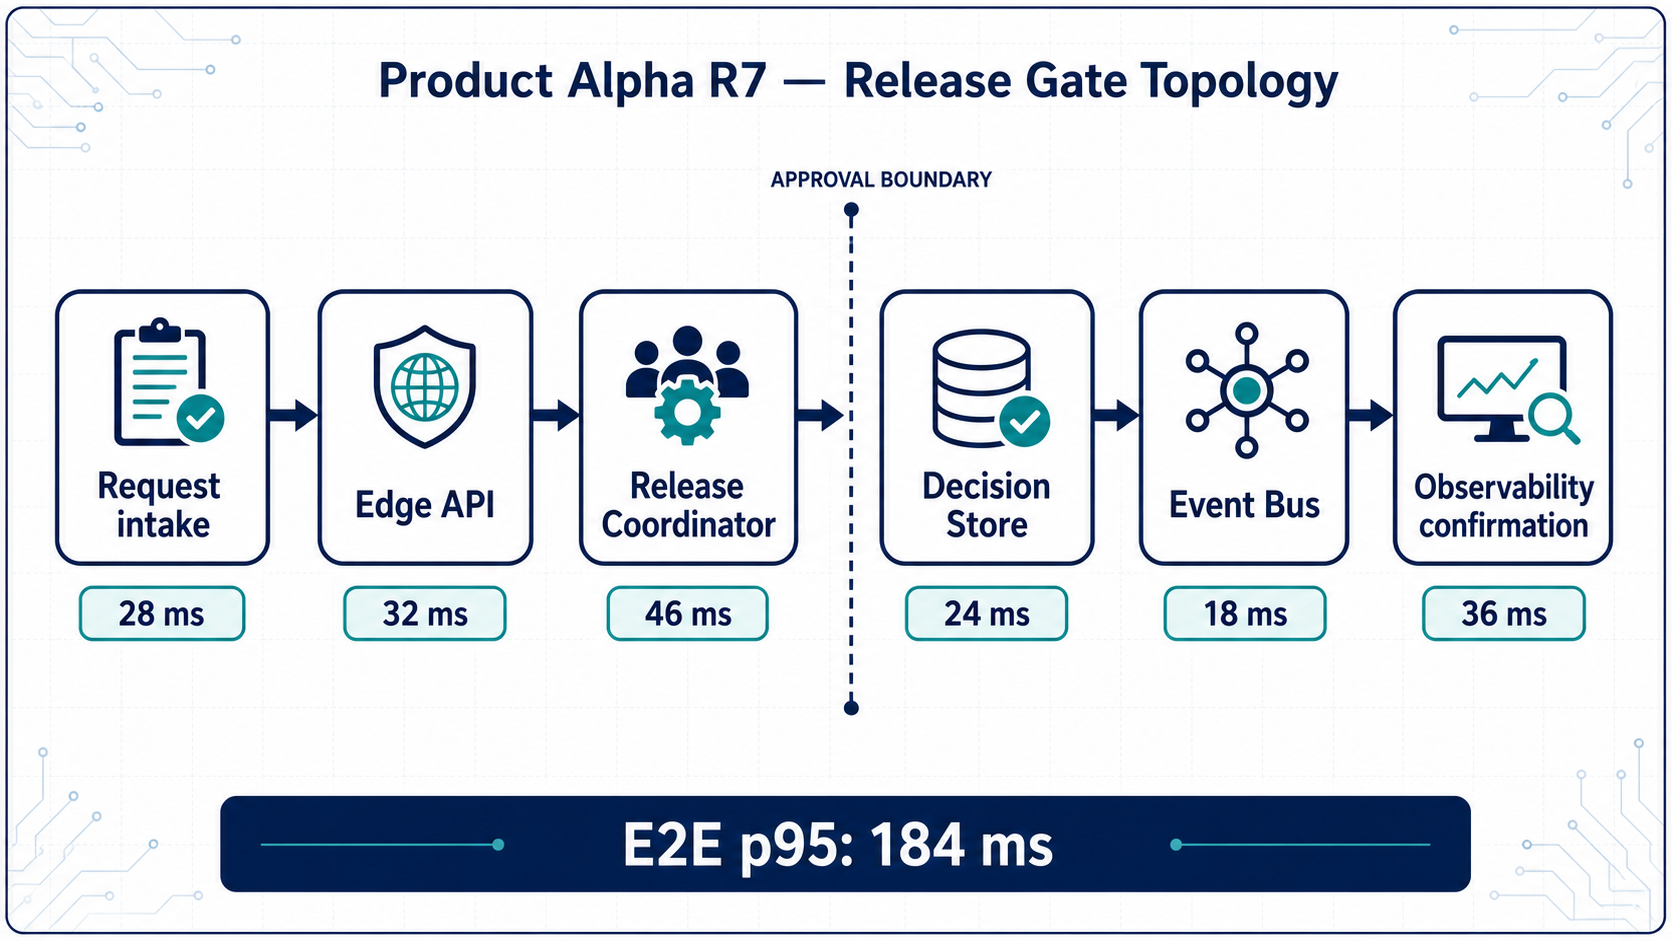 Product Alpha R7 — Release Gate Topology
APPROVAL BOUNDARY
Request
intake
Edge API
Release
Coordinator
Decision
Store
Event Bus
Observability
confirmation
28 ms
32 ms
46 ms
24 ms
18 ms
36 ms
E2E p95: 184 ms